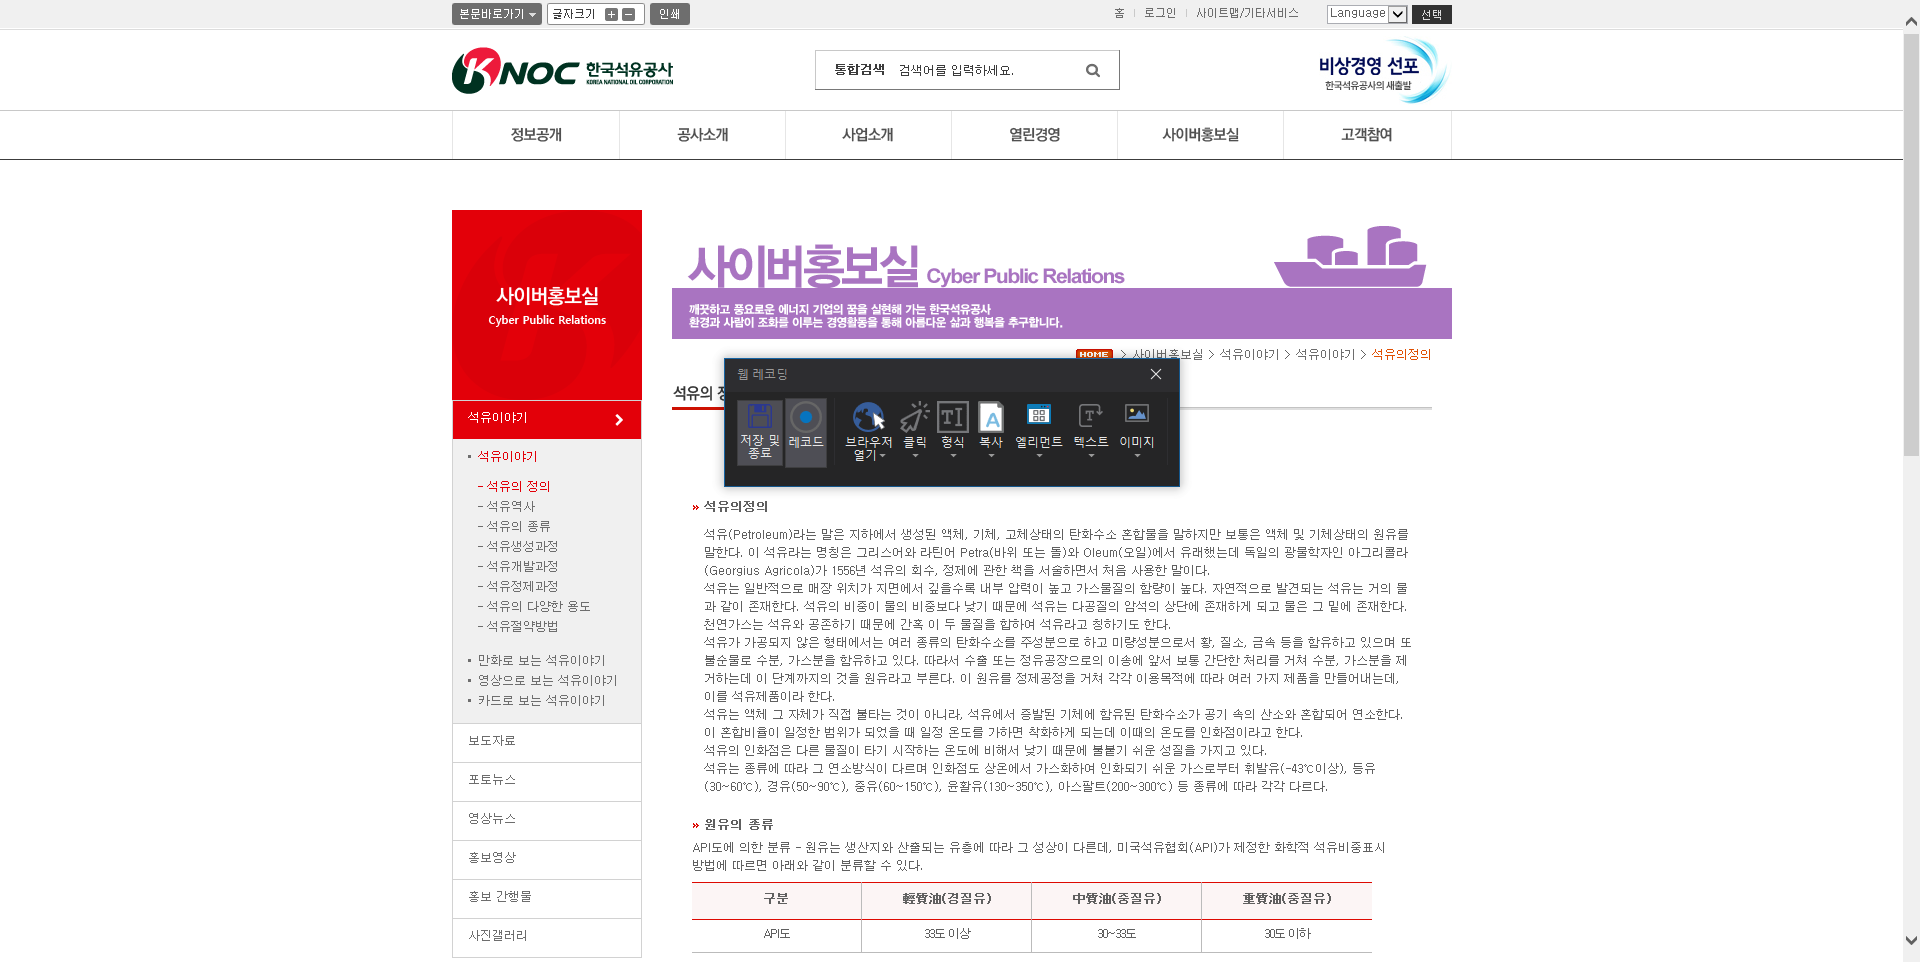 본문바로가기
글자크기
인쇄
홈
로그인
사이트맵/기타서비스
Language
선택
KNOC 한국석유공사
KOREA NATIONAL OIL CORPORATION
통합검색 검색어를 입력하세요.
비상경영 선포
한국석유공사의 새출발
정보공개
공사소개
사업소개
열린경영
사이버홍보실
고객참여
사이버홍보실
Cyber Public Relations
석유이야기
석유이야기
- 석유의 정의
- 석유역사
- 석유의 종류
- 석유생성과정
- 석유개발과정
- 석유정제과정
- 석유의 다양한 용도
- 석유절약방법
만화로 보는 석유이야기
영상으로 보는 석유이야기
카드로 보는 석유이야기
보도자료
포토뉴스
영상뉴스
홍보영상
홍보 간행물
사진갤러리
사이버홍보실 Cyber Public Relations
깨끗하고 풍요로운 에너지 기업의 꿈을 실현해 가는 한국석유공사
환경과 사람이 조화를 이루는 경영활동을 통해 아름다운 삶과 행복을 추구합니다.
HOME > 사이버홍보실 > 석유이야기 > 석유이야기 > 석유의정의
석유의
웹 레코딩
저장 및
종료
레코드
브라우저
열기
클릭
형식
복사
엘리먼트
텍스트
이미지
» 석유의정의
석유(Petroleum)라는 말은 지하에서 생성된 액체, 기체, 고체상태의 탄화수소 혼합물을 말하지만 보통은 액체 및 기체상태의 원유를
말한다. 이 석유라는 명칭은 그리스어와 라틴어 Petra(바위 또는 돌)와 Oleum(오일)에서 유래했는데 독일의 광물학자인 아그리콜라
(Georgius Agricola)가 1556년 석유의 회수, 정제에 관한 책을 서술하면서 처음 사용한 말이다.
석유는 일반적으로 매장 위치가 지면에서 깊을수록 내부 압력이 높고 가스물질의 함량이 높다. 자연적으로 발견되는 석유는 거의 물
과 같이 존재한다. 석유의 비중이 물의 비중보다 낮기 때문에 석유는 다공질의 암석의 상단에 존재하게 되고 물은 그 밑에 존재한다.
천연가스는 석유와 공존하기 때문에 간혹 이 두 물질을 합하여 석유라고 칭하기도 한다.
석유가 가공되지 않은 형태에서는 여러 종류의 탄화수소를 주성분으로 하고 미량성분으로서 황, 질소, 금속 등을 함유하고 있으며 또
불순물로 수분, 가스분을 함유하고 있다. 따라서 수출 또는 정유공장으로의 이송에 앞서 보통 간단한 처리를 거쳐 수분, 가스분을 제
거하는데 이 단계까지의 것을 원유라고 부른다. 이 원유를 정제공정을 거쳐 각각 이용목적에 따라 여러 가지 제품을 만들어내는데,
이를 석유제품이라 한다.
석유는 액체 그 자체가 직접 불타는 것이 아니라, 석유에서 증발된 기체에 함유된 탄화수소가 공기 속의 산소와 혼합되어 연소한다.
이 혼합비율이 일정한 범위가 되었을 때 일정 온도를 가하면 착화하게 되는데 이때의 온도를 인화점이라고 한다.
석유의 인화점은 다른 물질이 타기 시작하는 온도에 비해서 낮기 때문에 불붙기 쉬운 성질을 가지고 있다.
석유는 종류에 따라 그 연소방식이 다르며 인화점도 상온에서 가스화하여 인화되기 쉬운 가스로부터 휘발유(-43℃이상), 등유
(30~60℃), 경유(50~90℃), 중유(60~150℃), 윤활유(130~350℃), 아스팔트(200~300℃) 등 종류에 따라 각각 다르다.
» 원유의 종류
API도에 의한 분류 - 원유는 생산지와 산출되는 유층에 따라 그 성상이 다른데, 미국석유협회(API)가 제정한 화학적 석유비중표시
방법에 따르면 아래와 같이 분류할 수 있다.
구분 輕質油(경질유) 中質油(중질유) 重質油(중질유)
API도 33도 이상 30~33도 30도 이하